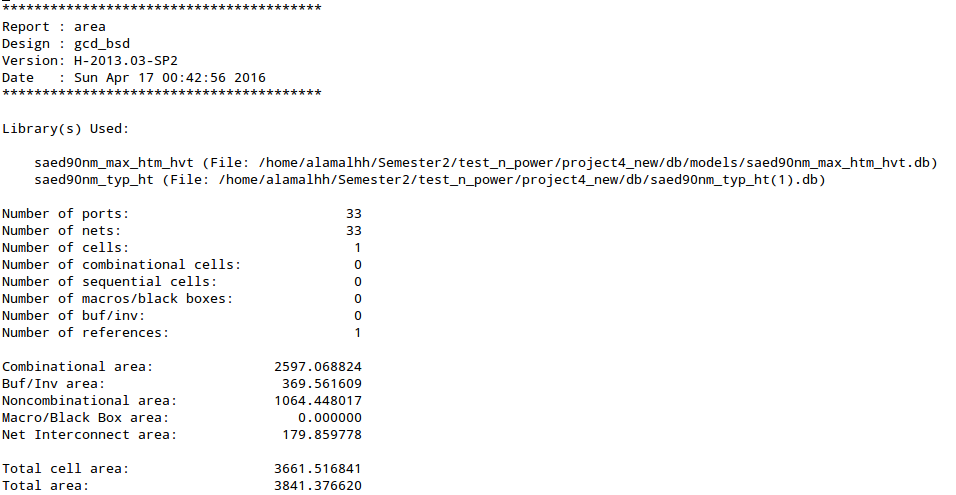 ****************************************
Report : area
Design : gcd_bsd
Version: H-2013.03-SP2
Date   : Sun Apr 17 00:42:56 2016
****************************************
Library(s) Used:
saed90nm_max_htm_hvt (File: /home/alamalhh/Semester2/test_n_power/project4_new/db/models/saed90nm_max_htm_hvt.db)
saed90nm_typ_ht (File: /home/alamalhh/Semester2/test_n_power/project4_new/db/saed90nm_typ_ht(1).db)
Number of ports: 33
Number of nets: 33
Number of cells: 1
Number of combinational cells: 0
Number of sequential cells: 0
Number of macros/black boxes: 0
Number of buf/inv: 0
Number of references: 1
Combinational area: 2597.068824
Buf/Inv area: 369.561609
Noncombinational area: 1064.448017
Macro/Black Box area: 0.000000
Net Interconnect area: 179.859778
Total cell area: 3661.516841
Total area: 3841.376620